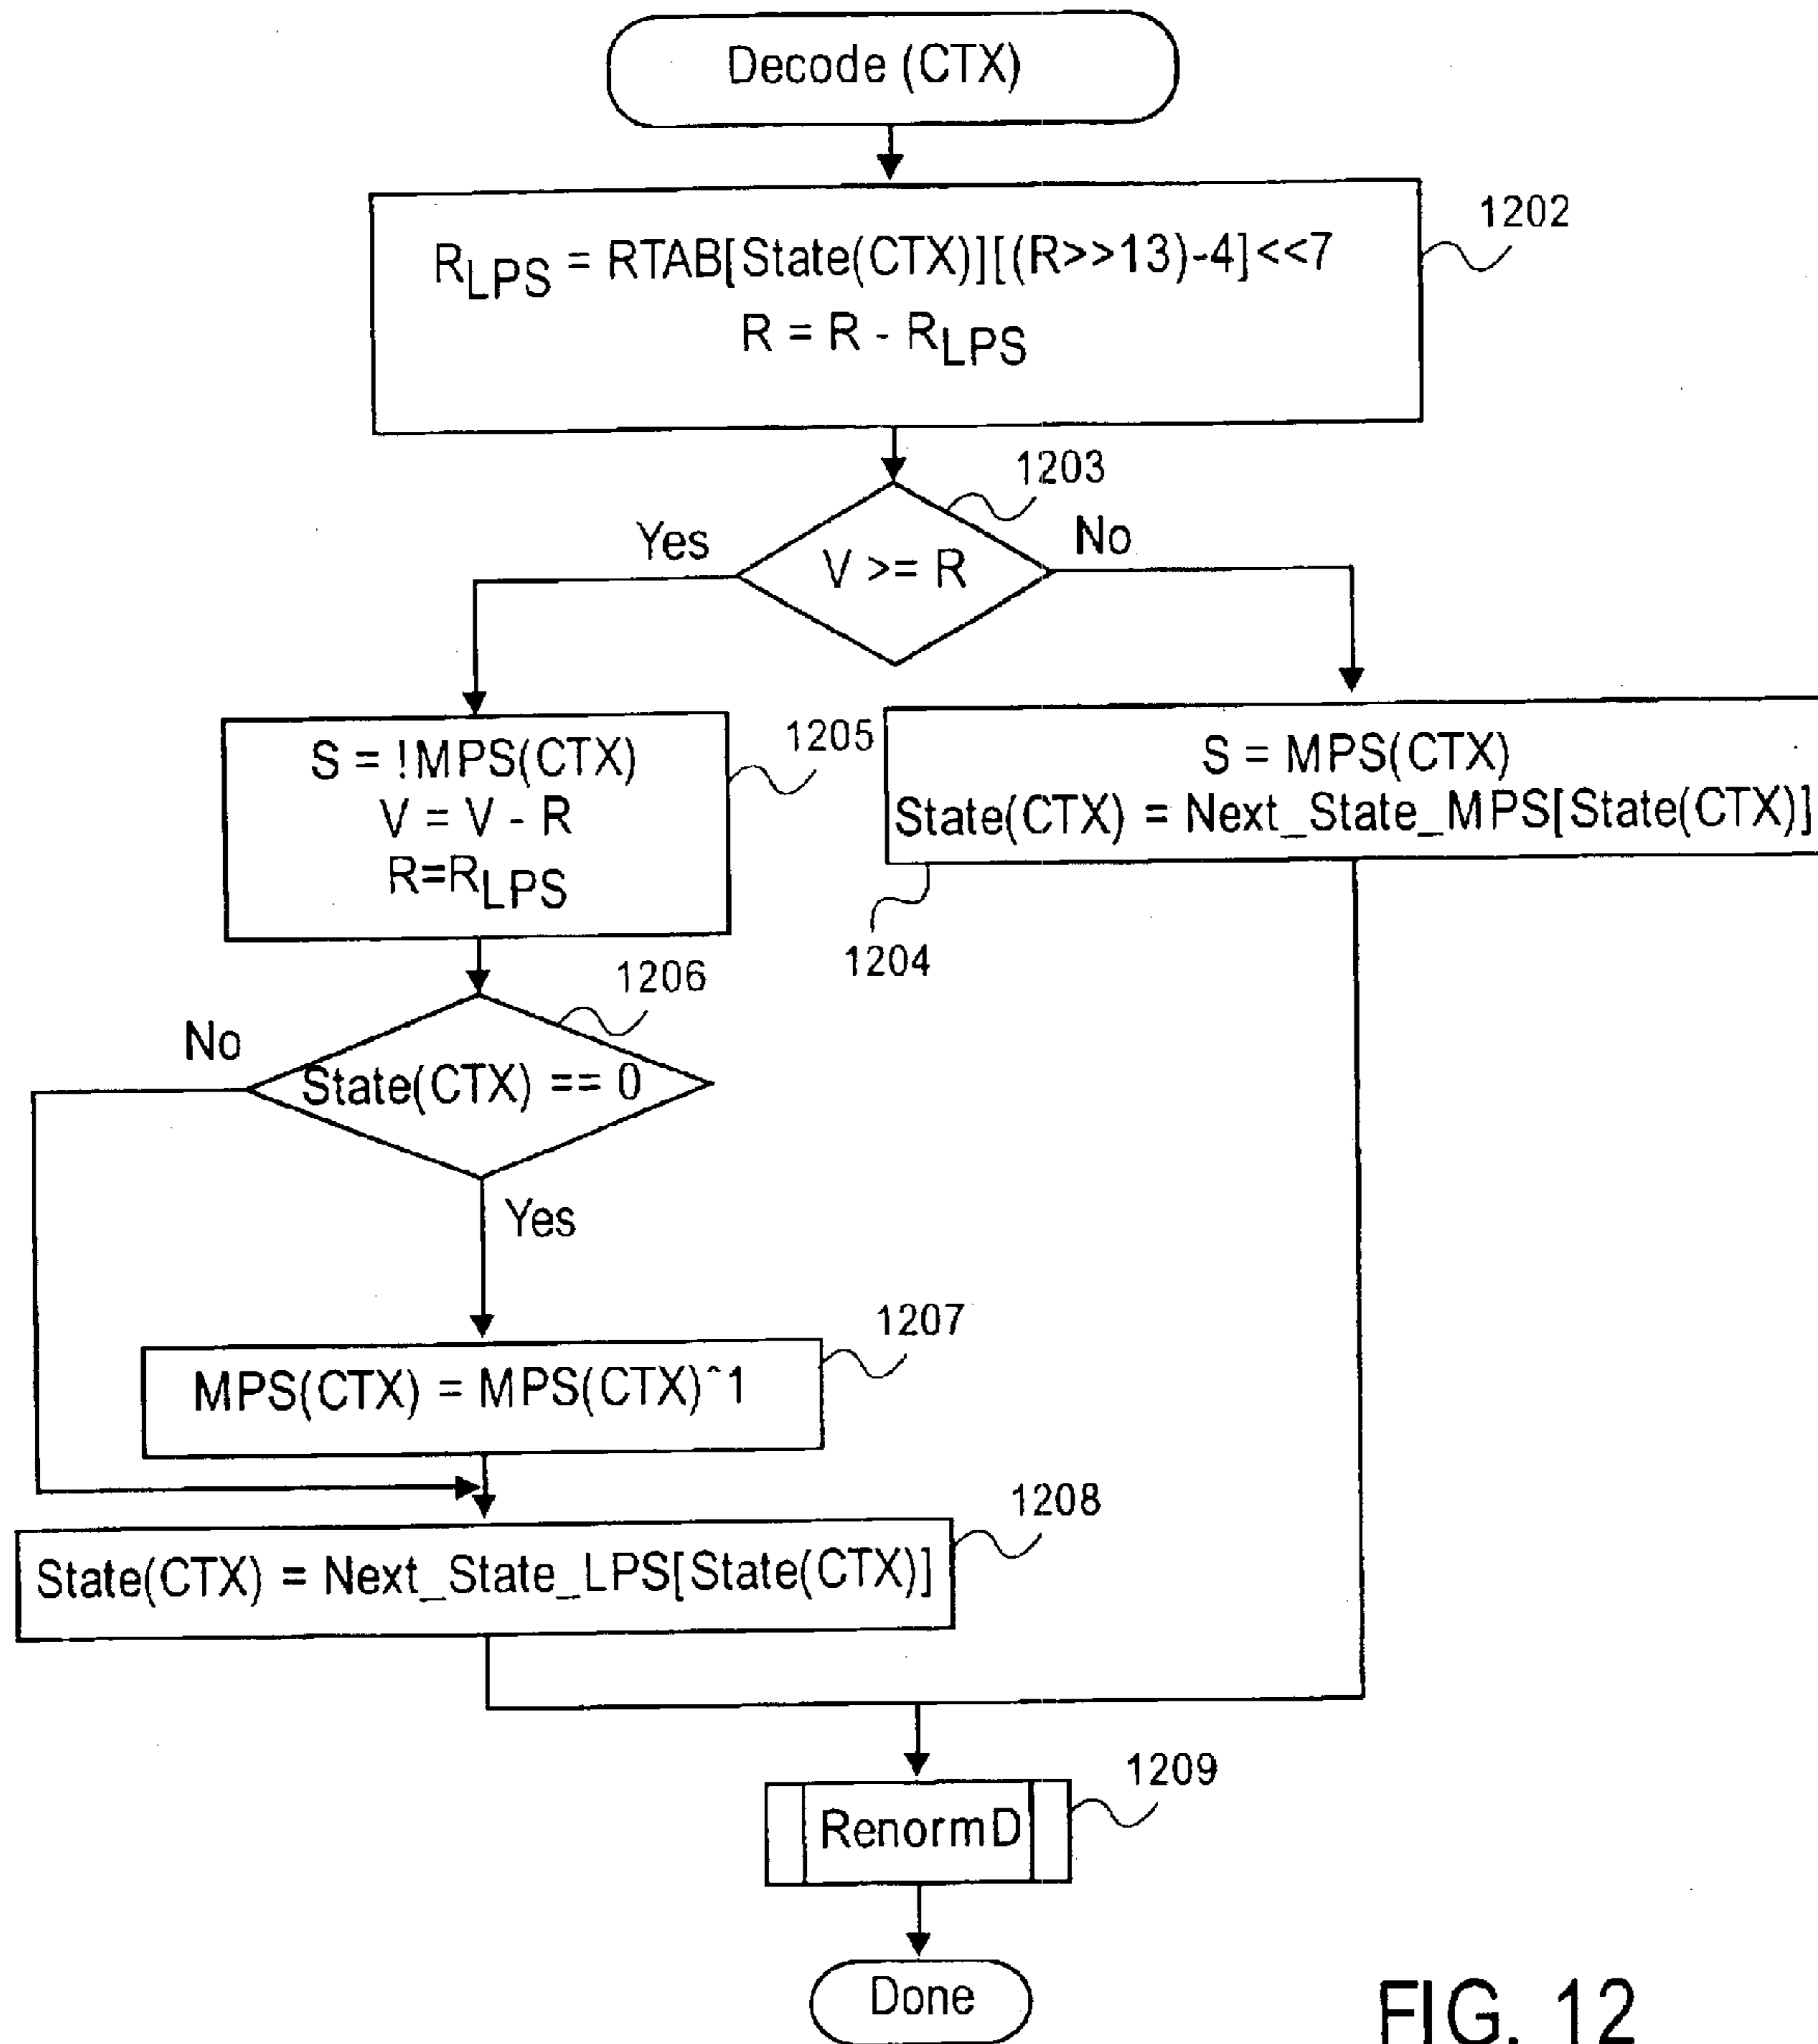 Decode (CTX)
1202
RLPS = RTAB[State(CTX)][(R>>13)-4]<<7
R = R - RLPS
1203
Yes
No
V >= R
1205
S = !MPS(CTX)
V = V - R
R=RLPS
S = MPS(CTX)
State(CTX) = Next_State_MPS[State(CTX)]
1204
1206
No
State(CTX) == 0
Yes
1207
MPS(CTX) = MPS(CTX)^1
1208
State(CTX) = Next_State_LPS[State(CTX)]
1209
RenormD
Done
FIG. 12